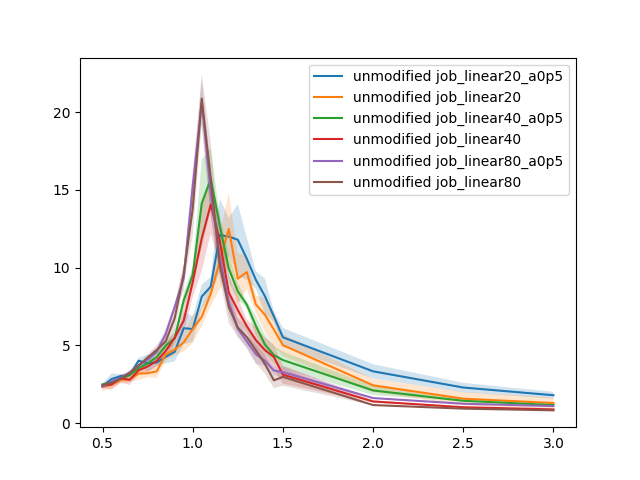 unmodified job_linear20_a0p5
unmodified job_linear20
unmodified job_linear40_a0p5
unmodified job_linear40
unmodified job_linear80_a0p5
unmodified job_linear80
20
15
10
5
0
0.5 1.0 1.5 2.0 2.5 3.0